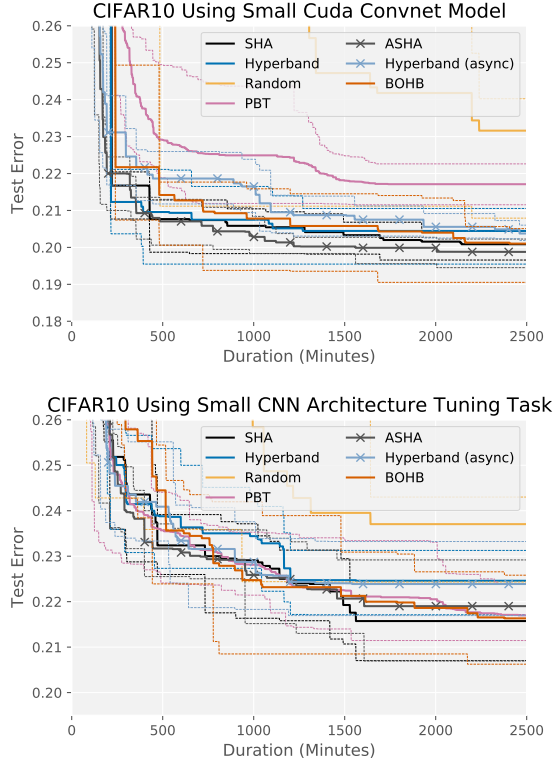 CIFAR10 Using Small Cuda Convnet Model
0.26
0.25
0.24
0.23
0.22
0.21
0.20
0.19
0.18
Test Error
SHA
Hyperband
Random
PBT
ASHA
Hyperband (async)
BOHB
0 500 1000 1500 2000 2500
Duration (Minutes)
CIFAR10 Using Small CNN Architecture Tuning Task
0.26
0.25
0.24
0.23
0.22
0.21
0.20
Test Error
SHA
Hyperband
Random
PBT
ASHA
Hyperband (async)
BOHB
0 500 1000 1500 2000 2500
Duration (Minutes)